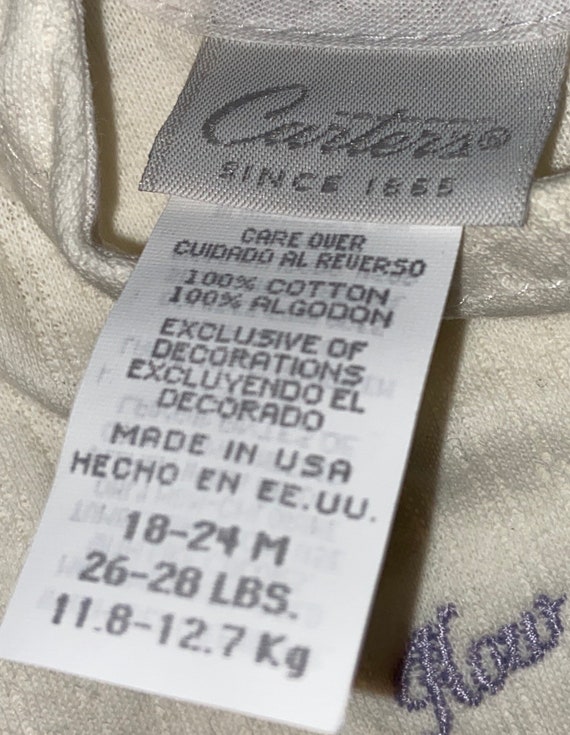 Carter's®
SINCE 1865
CARE OVER
CUIDADO AL REVERSO
100% COTTON
100% ALGODON
EXCLUSIVE OF
DECORATIONS
EXCLUYENDO EL
DECORADO
MADE IN USA
HECHO EN EE.UU.
18-24 M
26-28 LBS.
11.8-12.7 Kg